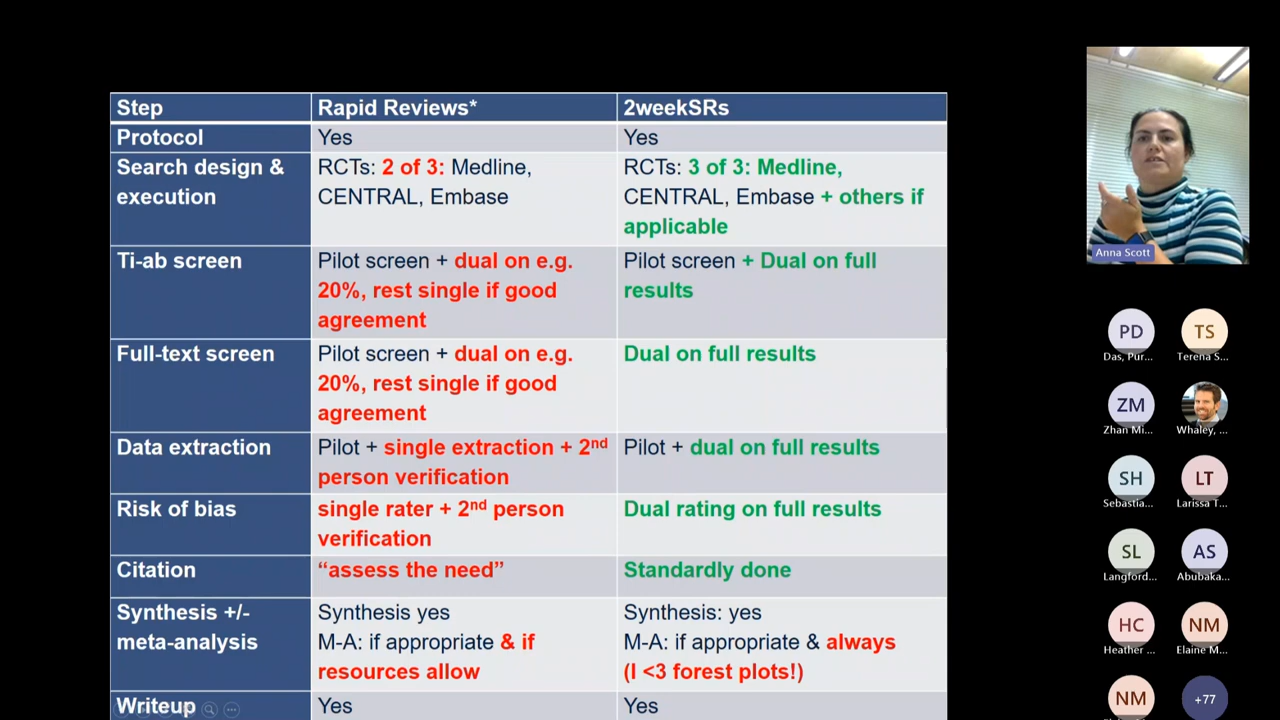 Step Rapid Reviews* 2weekSRs
Protocol Yes Yes
Search design & execution RCTs: 2 of 3: Medline, CENTRAL, Embase RCTs: 3 of 3: Medline, CENTRAL, Embase + others if applicable
Ti-ab screen Pilot screen + dual on e.g. 20%, rest single if good agreement Pilot screen + Dual on full results
Full-text screen Pilot screen + dual on e.g. 20%, rest single if good agreement Dual on full results
Data extraction Pilot + single extraction + 2nd person verification Pilot + dual on full results
Risk of bias single rater + 2nd person verification Dual rating on full results
Citation “assess the need” Standardly done
Synthesis +/- meta-analysis Synthesis yes M-A: if appropriate & if resources allow Synthesis: yes M-A: if appropriate & always (I <3 forest plots!)
Writeup Yes Yes
Anna Scott
PD TS
Das, Pur... Terena S...
ZM
Zhan Mi... Whaley, ...
SH LT
Sebastia... Larissa T...
SL AS
Langford... Abubaka...
HC NM
Heather ... Elaine M...
NM +77